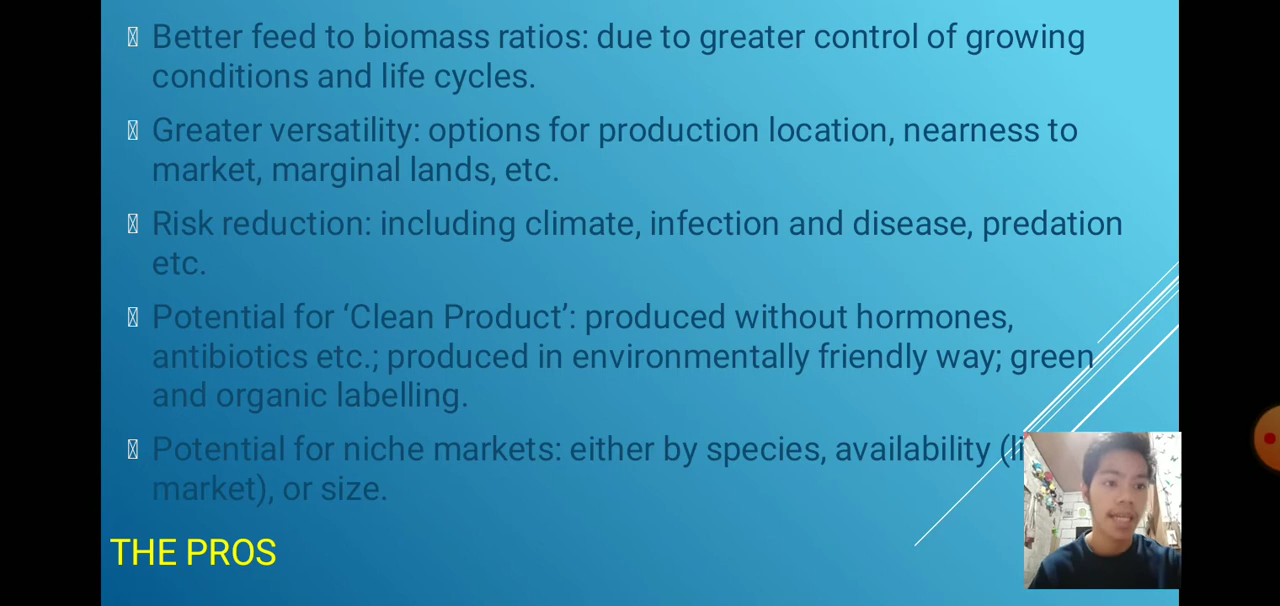 Better feed to biomass ratios: due to greater control of growing
conditions and life cycles.
Greater versatility: options for production location, nearness to
market, marginal lands, etc.
Risk reduction: including climate, infection and disease, predation
etc.
Potential for ‘Clean Product’: produced without hormones,
antibiotics etc.; produced in environmentally friendly way; green
and organic labelling.
Potential for niche markets: either by species, availability
market), or size.
THE PROS